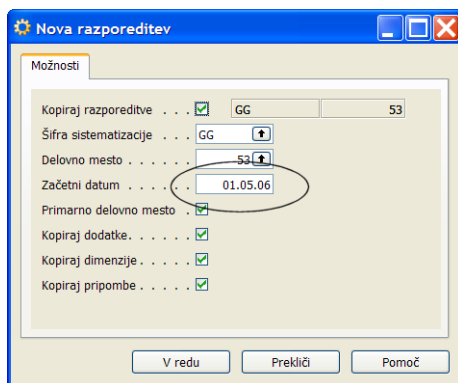 Nova razporeditev
Možnosti
Kopiraj razporeditve . . . GG 53
Šifra sistematizacije . . . GG
Delovno mesto . . . . . . 53
Začetni datum . . . . . . 01.05.06
Primarno delovno mesto .
Kopiraj dodatke. . . . . .
Kopiraj dimenzije . . . . .
Kopiraj pripombe . . . . .
V redu Prekliči Pomoč